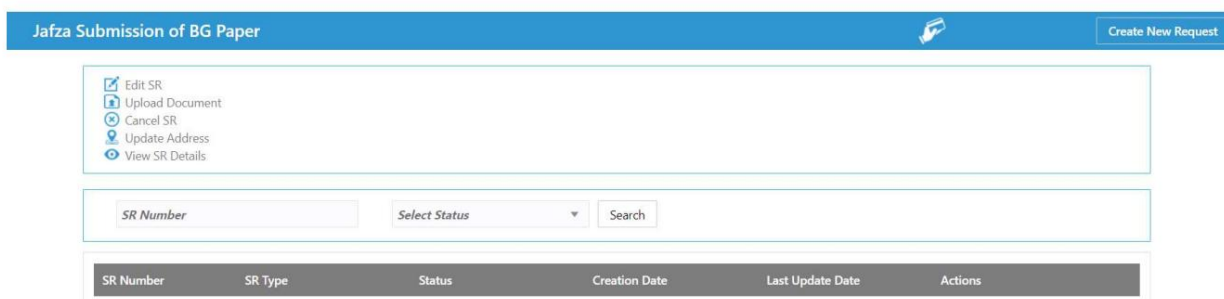 Jafza Submission of BG Paper
Create New Request
Edit SR
Upload Document
Cancel SR
Update Address
View SR Details
SR Number Select Status Search
SR Number SR Type Status Creation Date Last Update Date Actions